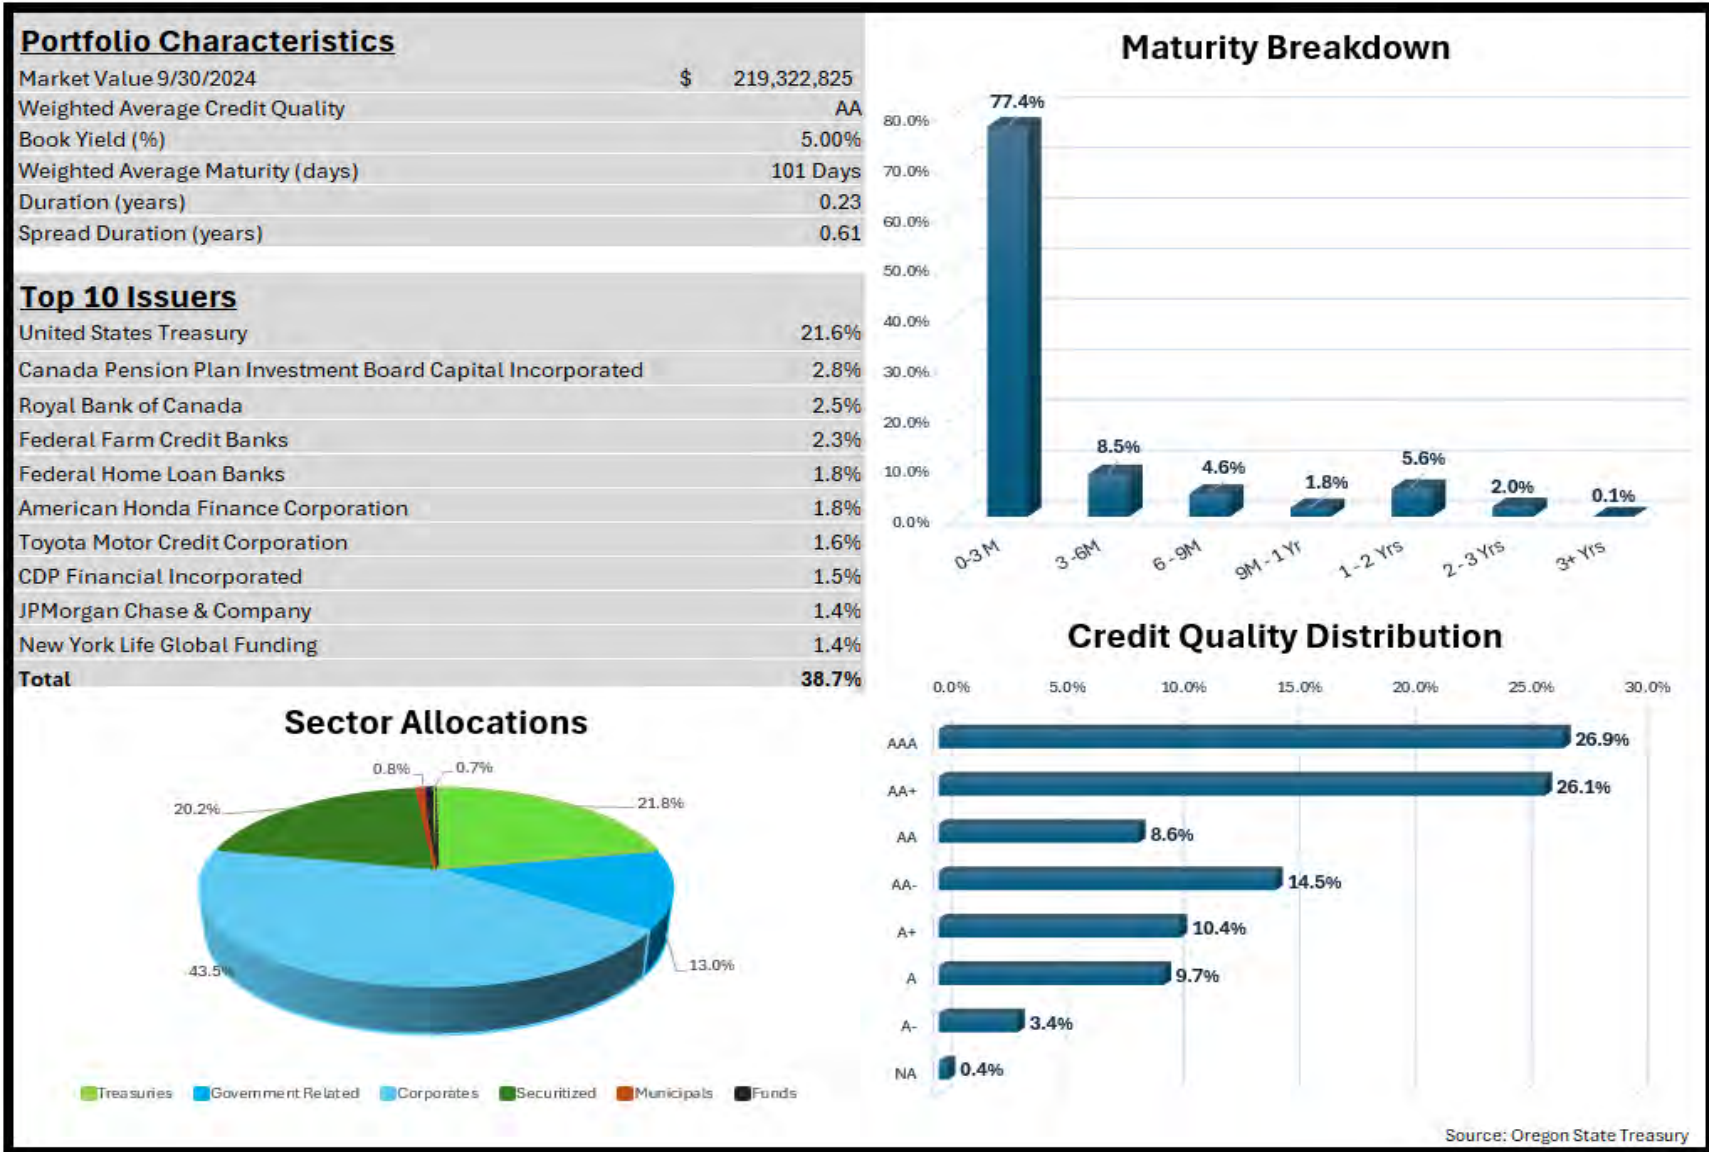 Portfolio Characteristics
Market Value 9/30/2024 $ 219,322,825
Weighted Average Credit Quality AA
Book Yield (%) 5.00%
Weighted Average Maturity (days) 101 Days
Duration (years) 0.23
Spread Duration (years) 0.61
Top 10 Issuers
United States Treasury 21.6%
Canada Pension Plan Investment Board Capital Incorporated 2.8%
Royal Bank of Canada 2.5%
Federal Farm Credit Banks 2.3%
Federal Home Loan Banks 1.8%
American Honda Finance Corporation 1.8%
Toyota Motor Credit Corporation 1.6%
CDP Financial Incorporated 1.5%
JPMorgan Chase & Company 1.4%
New York Life Global Funding 1.4%
Total 38.7%
Sector Allocations
0.8% 0.7%
20.2% 21.8%
43.5% 13.0%
Treasuries Government Related Corporates Securitized Municipals Funds
Maturity Breakdown
77.4%
80.0%
70.0%
60.0%
50.0%
40.0%
30.0%
20.0%
10.0%
0.0%
8.5% 4.6% 1.8% 5.6% 2.0% 0.1%
0-3 M 3 -6M 6 -9M 9M - 1 Yr 1 - 2 Yrs 2 - 3 Yrs 3+ Yrs
Credit Quality Distribution
0.0% 5.0% 10.0% 15.0% 20.0% 25.0% 30.0%
AAA 26.9%
AA+ 26.1%
AA 8.6%
AA- 14.5%
A+ 10.4%
A 9.7%
A- 3.4%
NA 0.4%
Source: Oregon State Treasury